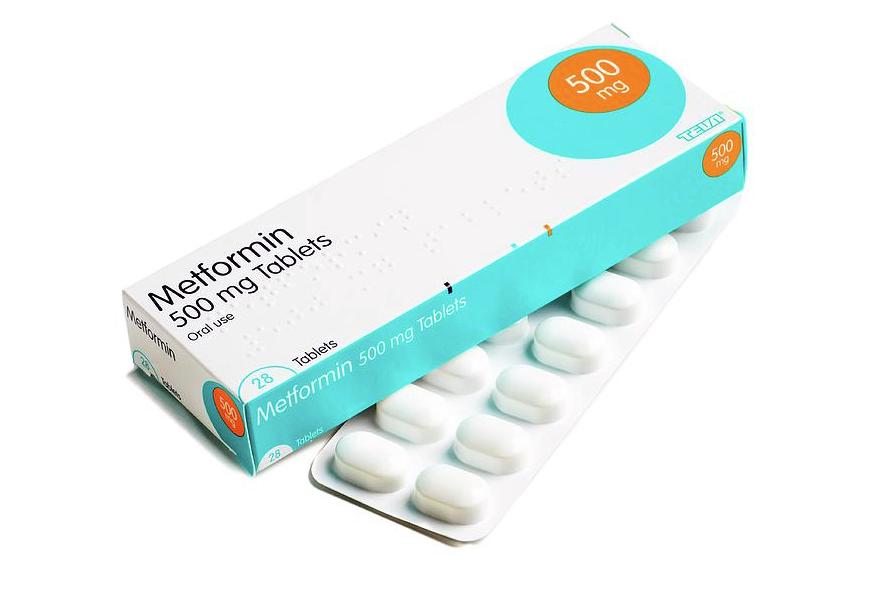 500
mg
TEVA
500
mg
Metformin
500 mg Tablets
Oral use
28 Tablets
Metformin 500 mg Tablets
28 Tablets
Metformin
28 Tablets
500
mg